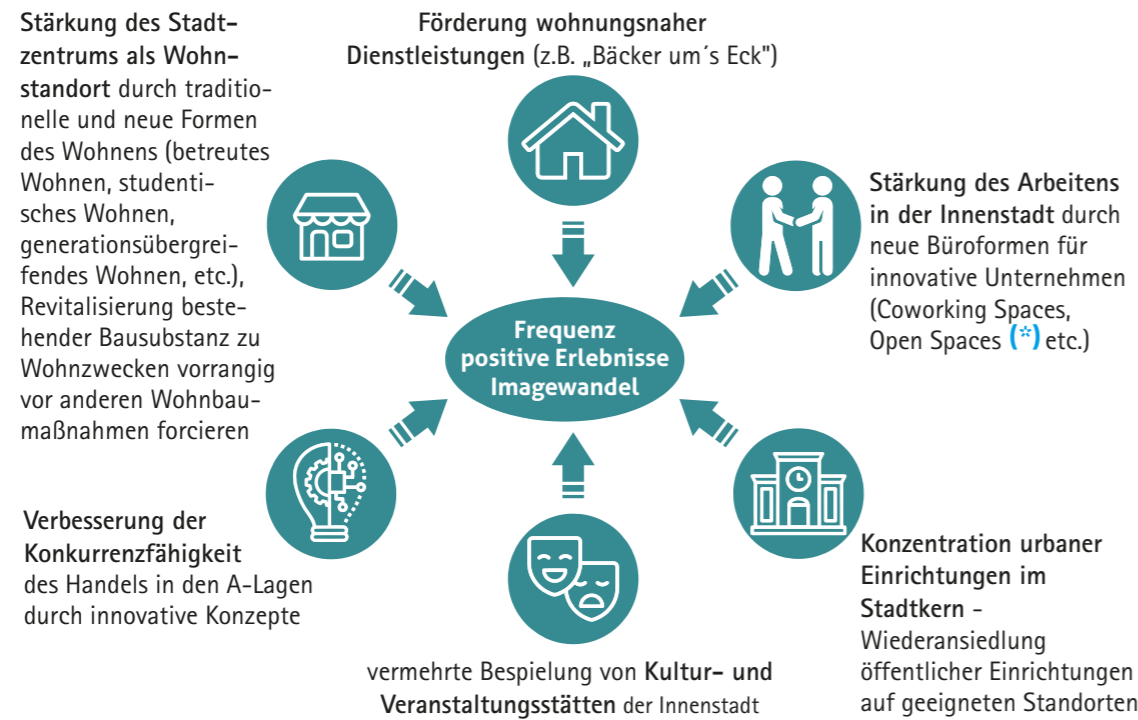 Stärkung des Stadt-
zentrums als Wohn-
standort durch traditio-
nelle und neue Formen
des Wohnens (betreutes
Wohnen, studenti-
sches Wohnen,
generationsübergrei-
fendes Wohnen, etc.),
Revitalisierung beste-
hender Bausubstanz zu
Wohnzwecken vorrangig
vor anderen Wohnbau-
maßnahmen forcieren
Förderung wohnungsnaher
Dienstleistungen (z.B. „Bäcker um´s Eck")
Stärkung des Arbeitens
in der Innenstadt durch
neue Büroformen für
innovative Unternehmen
(Coworking Spaces,
Open Spaces (*) etc.)
Frequenz
positive Erlebnisse
Imagewandel
Verbesserung der
Konkurrenzfähigkeit
des Handels in den A-Lagen
durch innovative Konzepte
vermehrte Bespielung von Kultur- und
Veranstaltungsstätten der Innenstadt
Konzentration urbaner
Einrichtungen im
Stadtkern -
Wiederansiedlung
öffentlicher Einrichtungen
auf geeigneten Standorten